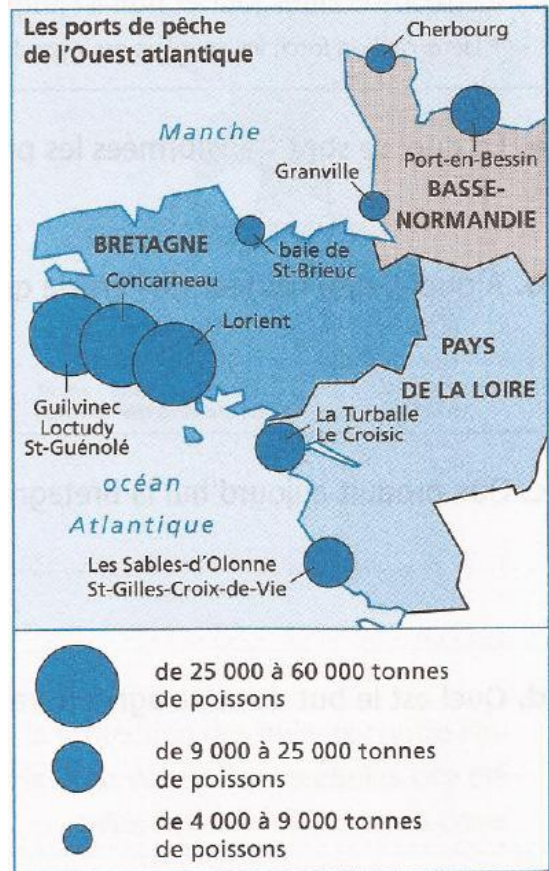 Les ports de pêche
de l'Ouest atlantique
Cherbourg
Manche
Port-en-Bessin
Granville
BASSE-
NORMANDIE
BRETAGNE
baie de
St-Brieuc
Concarneau
Lorient
PAYS
DE LA LOIRE
Guilvinec
Loctudy
St-Guénolé
La Turballe
Le Croisic
océan
Atlantique
Les Sables-d'Olonne
St-Gilles-Croix-de-Vie
de 25 000 à 60 000 tonnes
de poissons
de 9 000 à 25 000 tonnes
de poissons
de 4 000 à 9 000 tonnes
de poissons